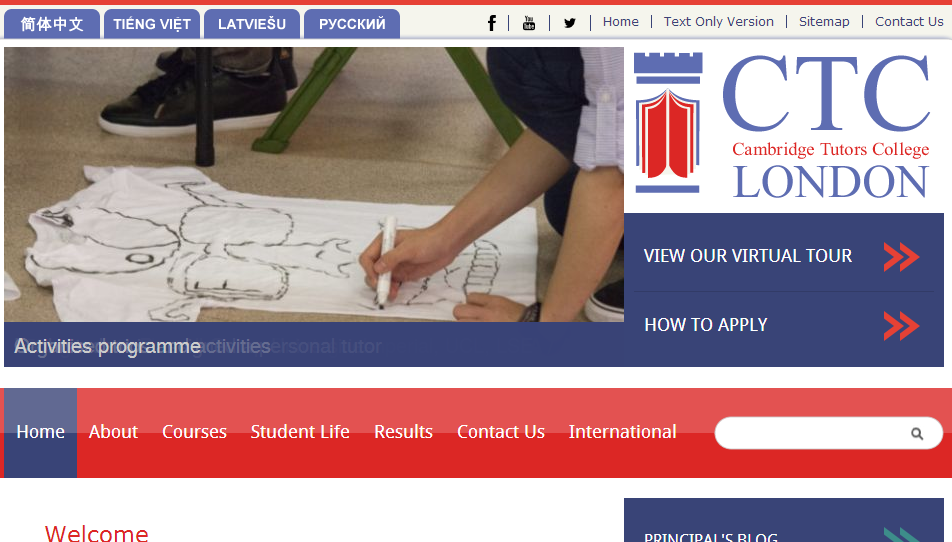 简体中文 TIẾNG VIỆT LATVIEŠU РУССКИЙ
You Tube
Home Text Only Version Sitemap Contact Us
CTC
Cambridge Tutors College
LONDON
VIEW OUR VIRTUAL TOUR
HOW TO APPLY
Activities programme
Home About Courses Student Life Results Contact Us International
Welcome
PRINCIPAL'S BLOG